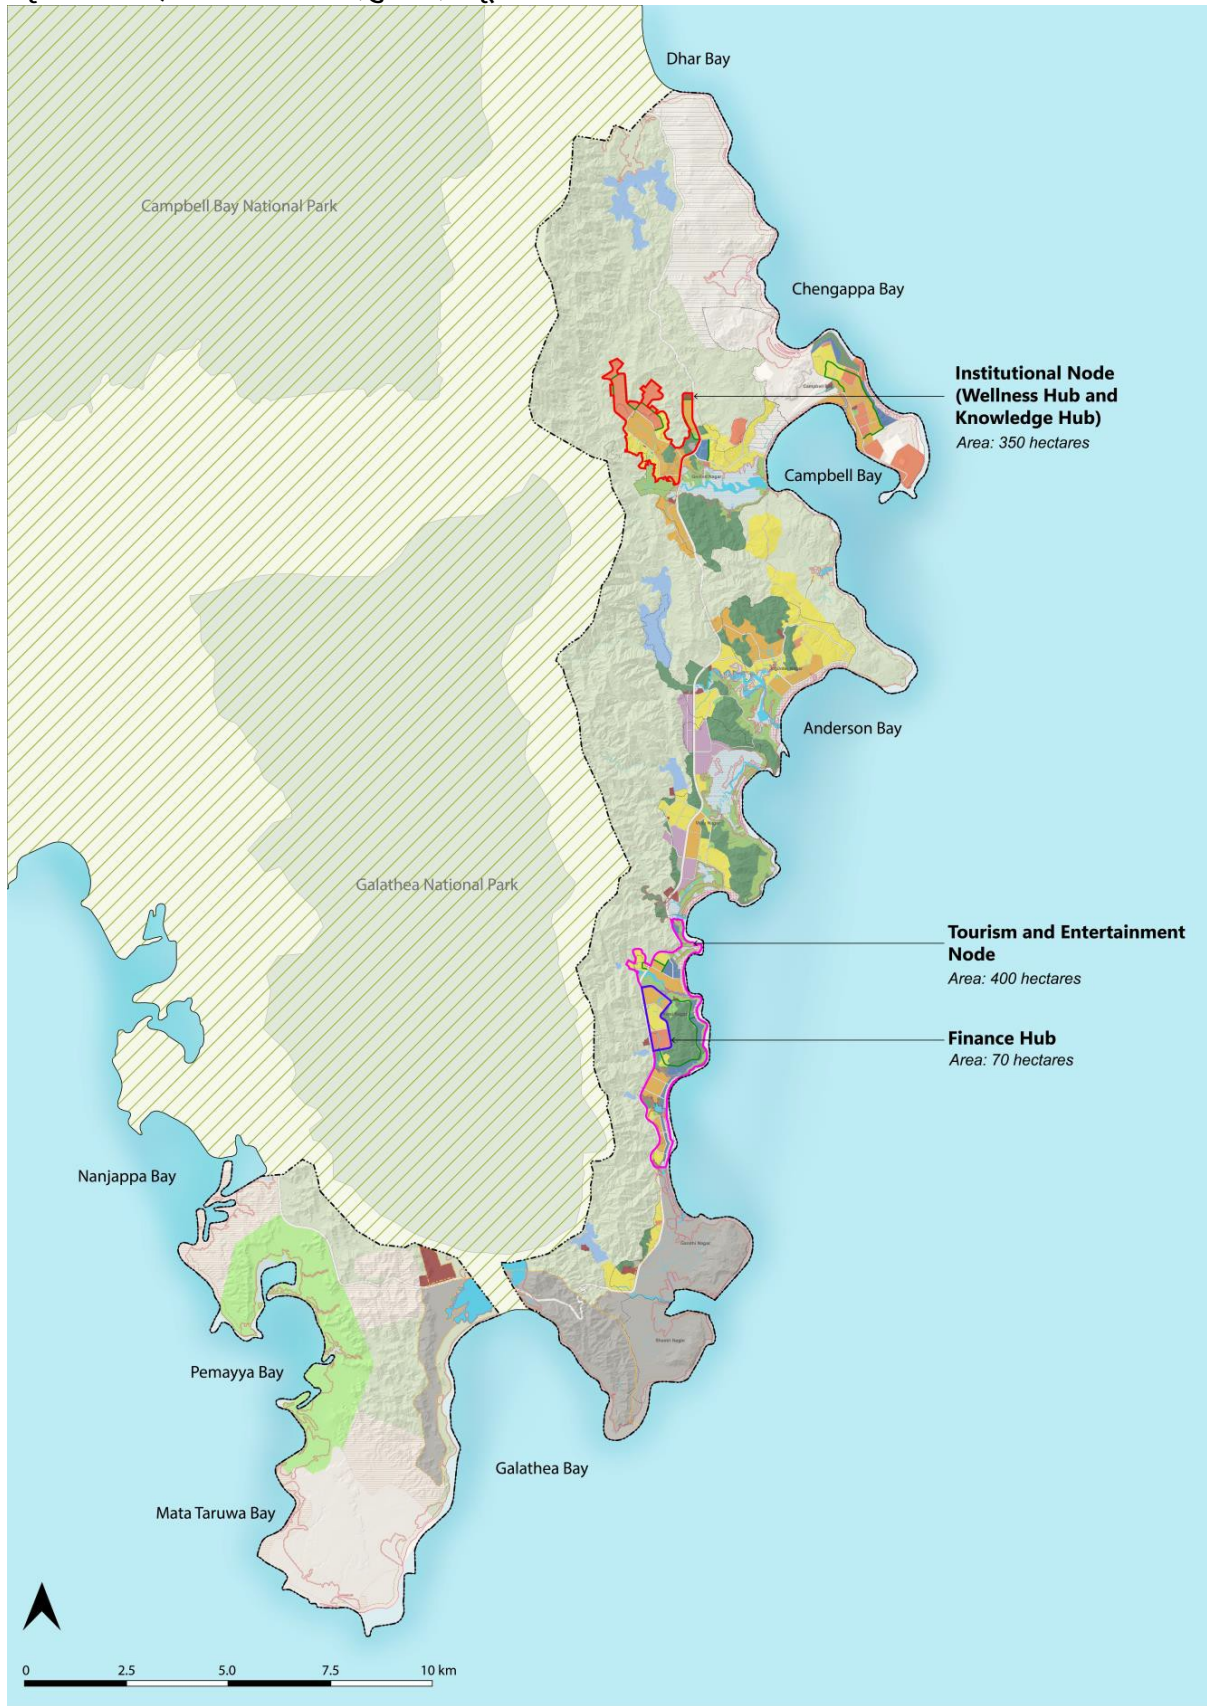 Dhar Bay
Campbell Bay National Park
Chengappa Bay
Institutional Node
(Wellness Hub and
Knowledge Hub)
Area: 350 hectares
Campbell Bay
Anderson Bay
Galathea National Park
Tourism and Entertainment
Node
Area: 400 hectares
Finance Hub
Area: 70 hectares
Nanjappa Bay
Pemayya Bay
Galathea Bay
Mata Taruwa Bay
0 2.5 5.0 7.5 10 km